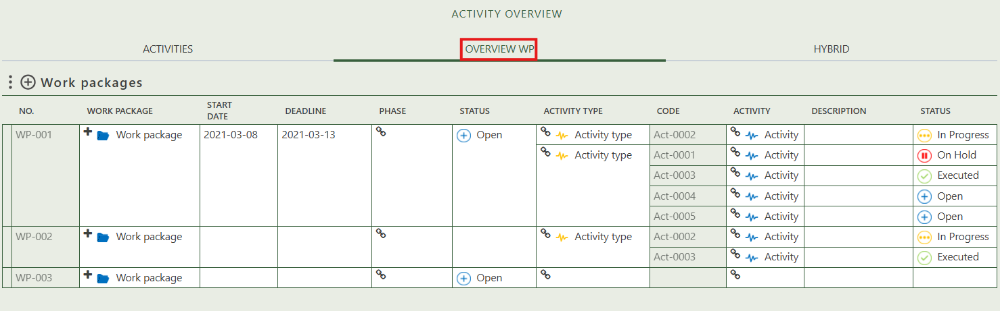 ACTIVITY OVERVIEW
ACTIVITIES OVERVIEW WP HYBRID
Work packages
NO. WORK PACKAGE START DATE DEADLINE PHASE STATUS ACTIVITY TYPE CODE ACTIVITY DESCRIPTION STATUS
WP-001 Work package 2021-03-08 2021-03-13 Open Activity type Act-0002 Activity In Progress
Activity type Act-0001 Activity On Hold
Act-0003 Activity Executed
Act-0004 Activity Open
Act-0005 Activity Open
WP-002 Work package Activity type Act-0002 Activity In Progress
Act-0003 Activity Executed
WP-003 Work package Open